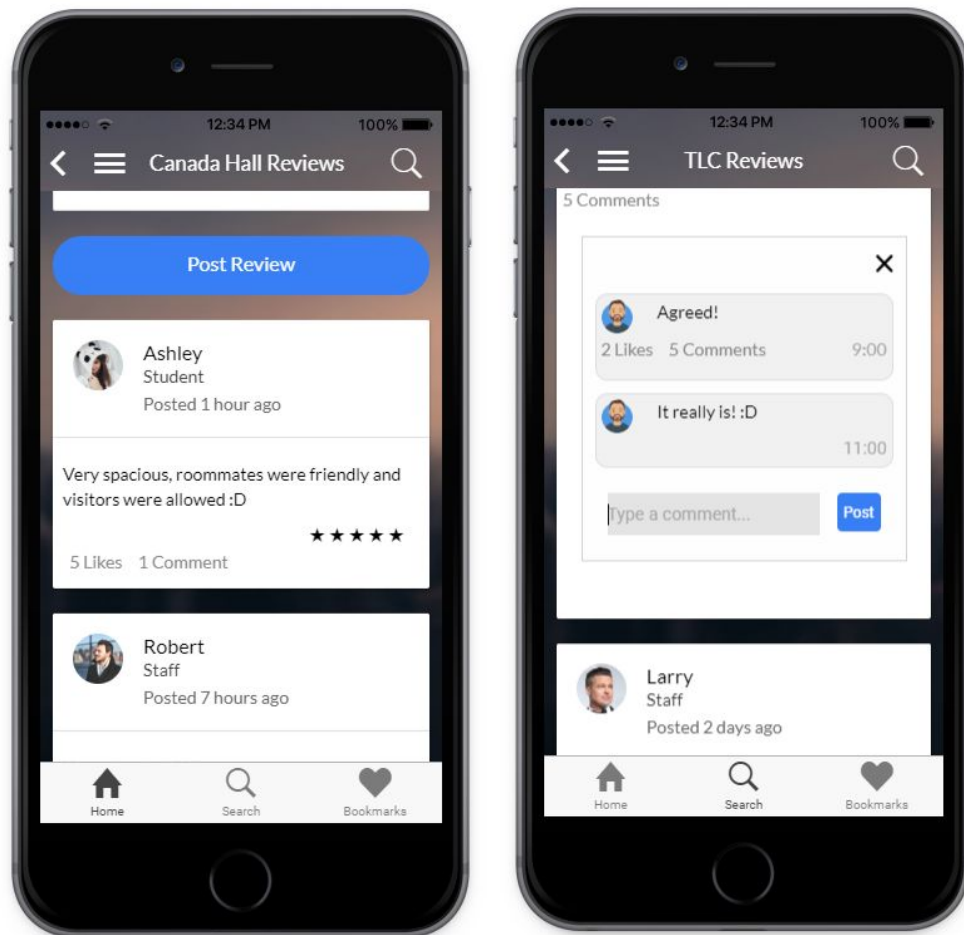 12:34 PM 100%
Canada Hall Reviews
Post Review
Ashley
Student
Posted 1 hour ago
Very spacious, roommates were friendly and
visitors were allowed :D
★★★★★
5 Likes 1 Comment
Robert
Staff
Posted 7 hours ago
Home Search Bookmarks
12:34 PM 100%
TLC Reviews
5 Comments
Agreed!
2 Likes 5 Comments 9:00
It really is! :D
11:00
Type a comment... Post
Larry
Staff
Posted 2 days ago
Home Search Bookmarks